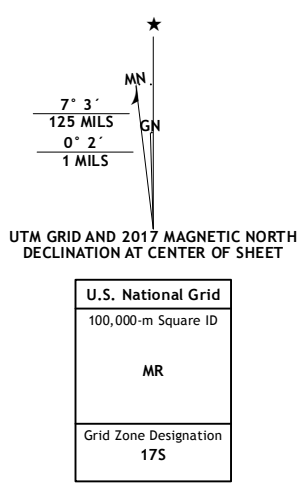 ★
MN
GN
7° 3´
125 MILS
0° 2´
1 MILS
UTM GRID AND 2017 MAGNETIC NORTH
DECLINATION AT CENTER OF SHEET
U.S. National Grid
100,000-m Square ID
MR
Grid Zone Designation
17S